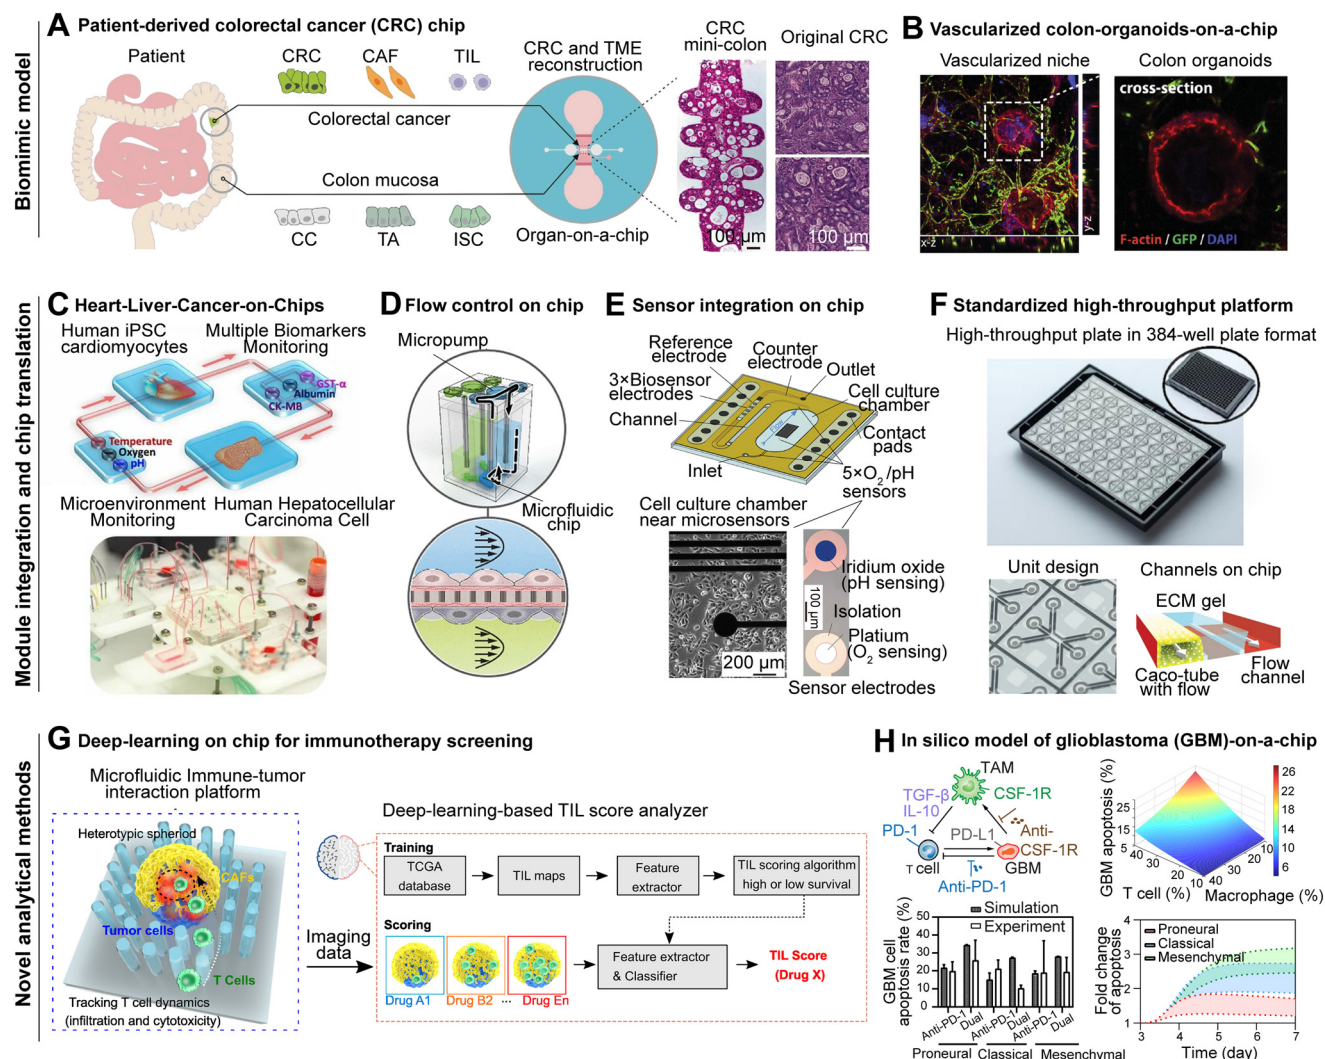 Biomimic model
A Patient-derived colorectal cancer (CRC) chip
Patient
CRC
CAF
TIL
Colorectal cancer
Colon mucosa
CC
TA
ISC
CRC and TME
reconstruction
Organ-on-a-chip
CRC
mini-colon
Original CRC
100 µm
100 µm
B Vascularized colon-organoids-on-a-chip
Vascularized niche
Colon organoids
cross-section
x-z
y-z
F-actin / GFP / DAPI
Module integration and chip translation
C Heart-Liver-Cancer-on-Chips
Human iPSC
cardiomyocytes
Multiple Biomarkers
Monitoring
GST-α
Albumin
CK-MB
Temperature
Oxygen
pH
Microenvironment
Monitoring
Human Hepatocellular
Carcinoma Cell
D Flow control on chip
Micropump
Microfluidic
chip
E Sensor integration on chip
Reference
electrode
Counter
electrode
Outlet
3×Biosensor
electrodes
Cell culture
chamber
Channel
Flow
Contact
pads
Inlet
5×O2/pH
sensors
Cell culture chamber
near microsensors
Iridium oxide
(pH sensing)
100 µm
Isolation
Platium
(O2 sensing)
200 µm
Sensor electrodes
F Standardized high-throughput platform
High-throughput plate in 384-well plate format
Unit design
Channels on chip
ECM gel
Caco-tube
with flow
Flow
channel
Novel analytical methods
G Deep-learning on chip for immunotherapy screening
Microfluidic Immune-tumor
interaction platform
Heterotypic spheriod
CAFs
Tumor cells
T Cells
Tracking T cell dynamics
(infiltration and cytotoxicity)
Imaging
data
Deep-learning-based TIL score analyzer
Training
TCGA
database
TIL maps
Feature
extractor
TIL scoring algorithm
high or low survival
Scoring
Drug A1
Drug B2
...
Drug En
Feature extractor
& Classifier
TIL Score
(Drug X)
H In silico model of glioblastoma (GBM)-on-a-chip
TAM
TGF-β
IL-10
CSF-1R
PD-1
PD-L1
Anti-
CSF-1R
T cell
GBM
Anti-PD-1
GBM apoptosis (%)
25
15
5
40
30
20
10
T cell (%)
40
30
20
10
Macrophage (%)
26
22
18
14
10
6
GBM cell
apoptosis rate (%)
50
40
30
20
10
0
Simulation
Experiment
Anti-PD-1
Dual
Anti-PD-1
Dual
Anti-PD-1
Dual
Proneural
Classical
Mesenchymal
Fold change
of apoptosis
4
3
2
1
Proneural
Classical
Mesenchymal
3
4
5
6
7
Time (day)